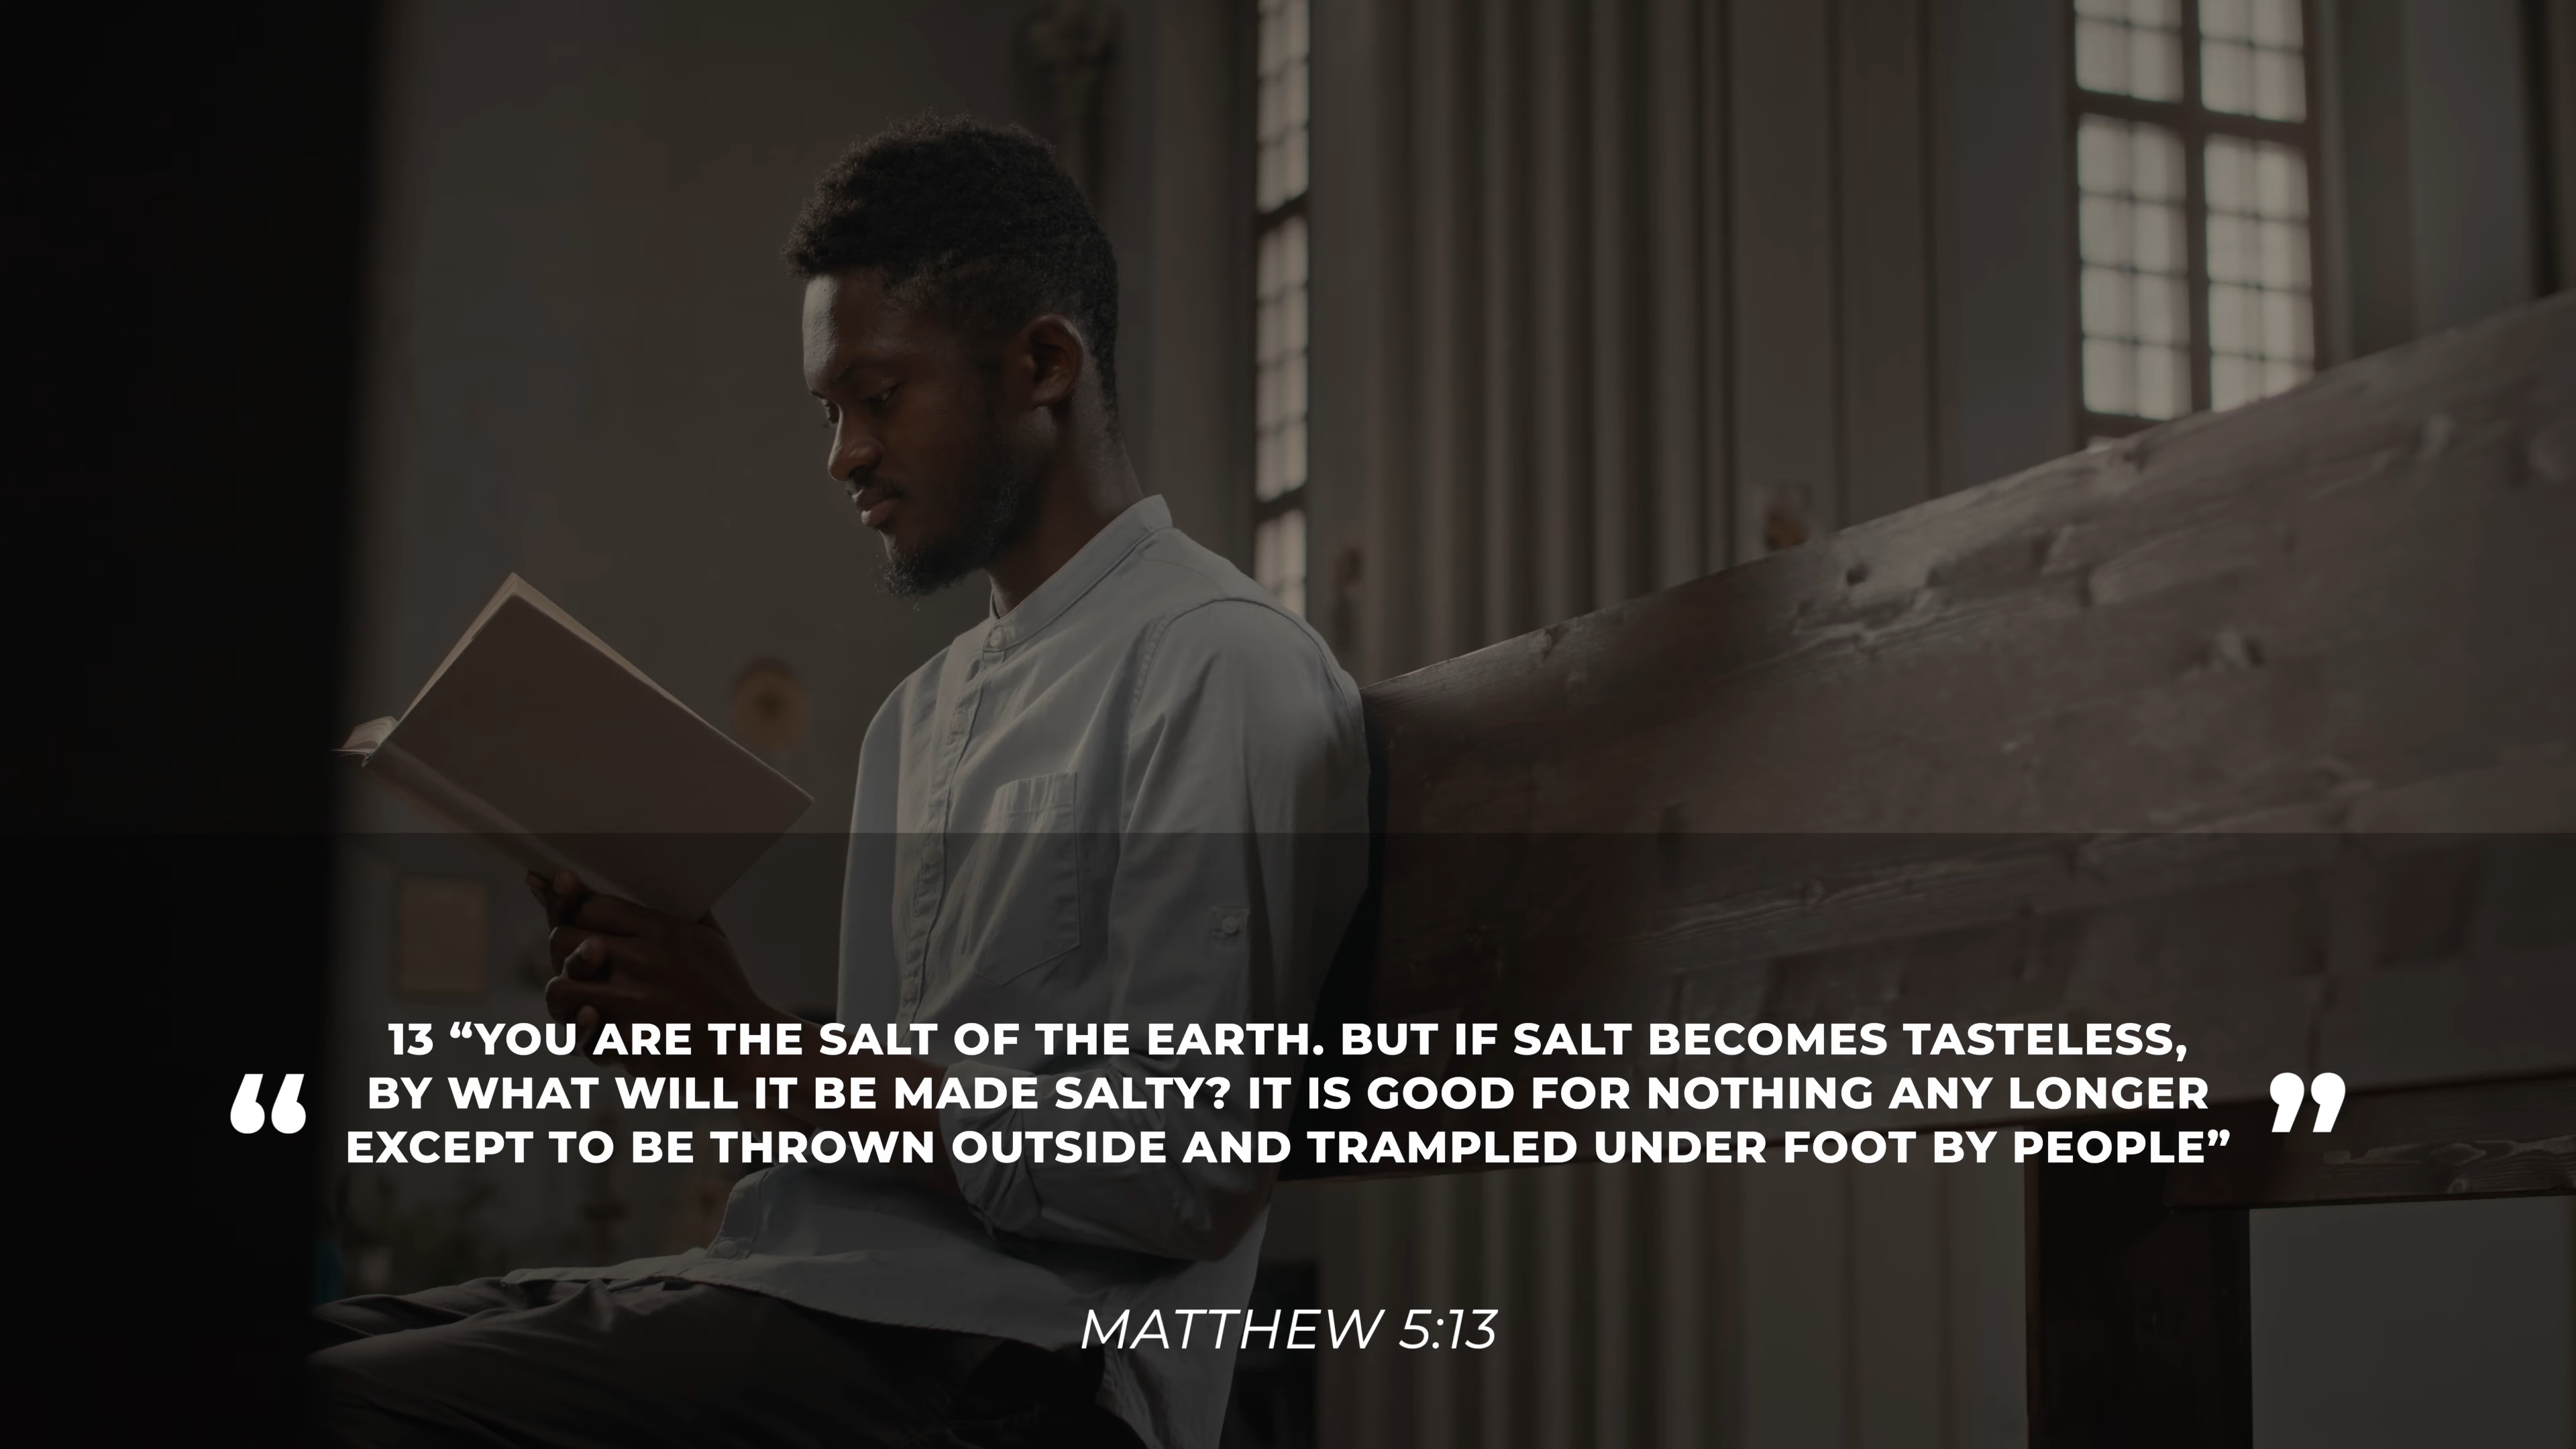 13 “YOU ARE THE SALT OF THE EARTH. BUT IF SALT BECOMES TASTELESS,
“ BY WHAT WILL IT BE MADE SALTY? IT IS GOOD FOR NOTHING ANY LONGER ”
EXCEPT TO BE THROWN OUTSIDE AND TRAMPLED UNDER FOOT BY PEOPLE”
MATTHEW 5:13